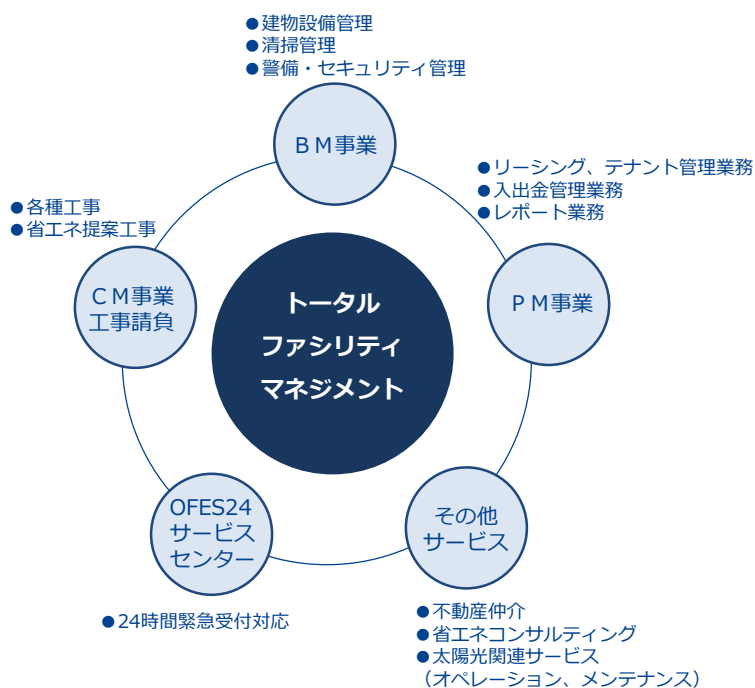 ●建物設備管理
●清掃管理
●警備・セキュリティ管理
ＢＭ事業
●リーシング、テナント管理業務
●入出金管理業務
●レポート業務
ＰＭ事業
●各種工事
●省エネ提案工事
ＣＭ事業
工事請負
トータル
ファシリティ
マネジメント
OFES24
サービス
センター
●24時間緊急受付対応
その他
サービス
●不動産仲介
●省エネコンサルティング
●太陽光関連サービス
（オペレーション、メンテナンス）